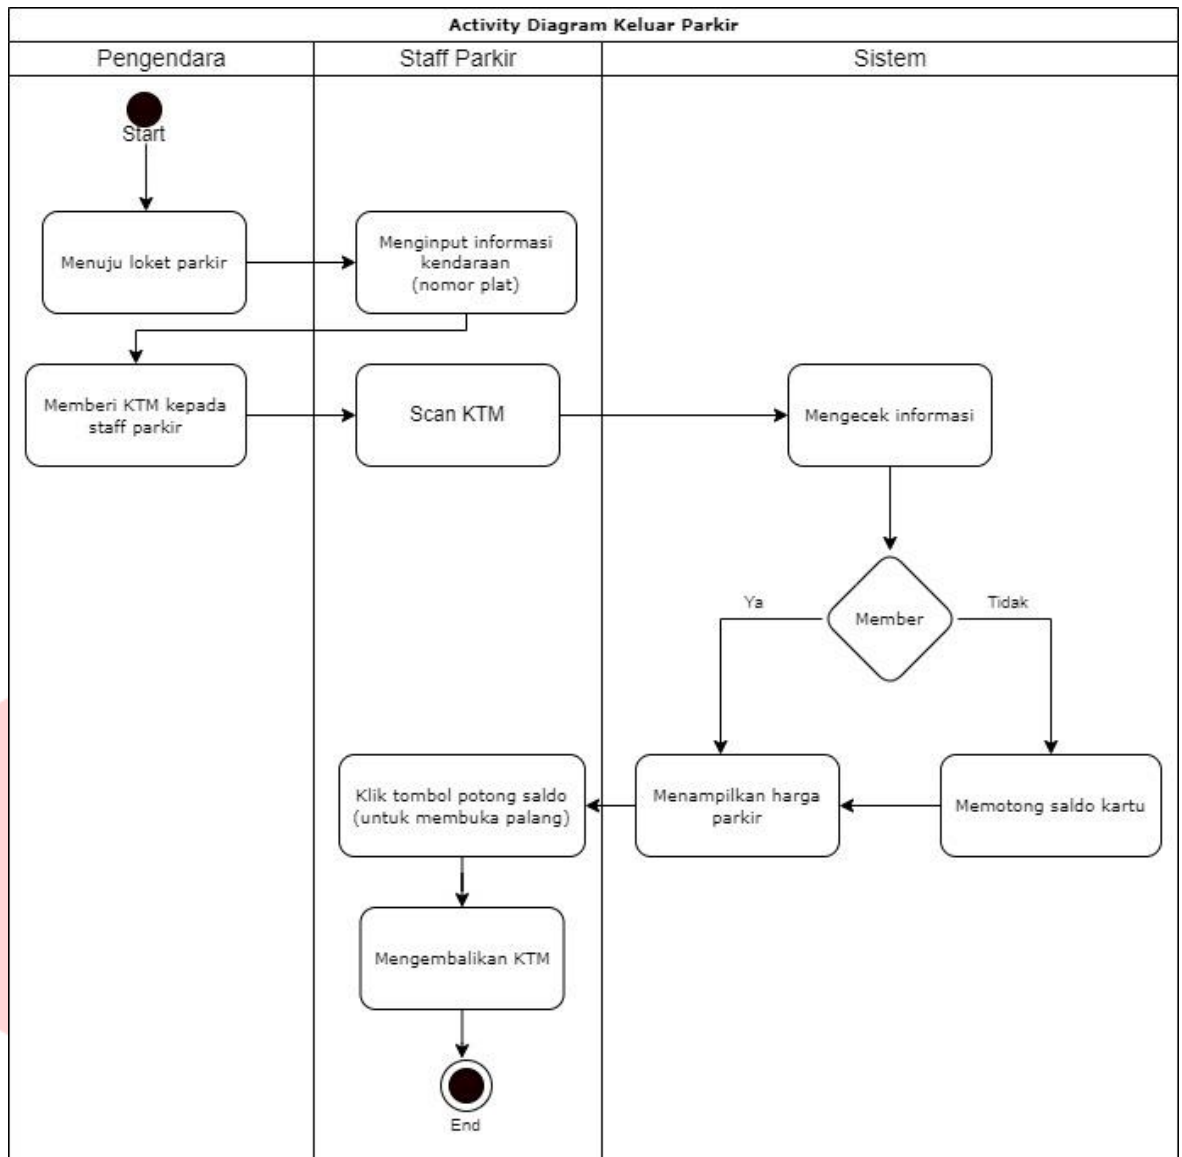 Activity Diagram Keluar Parkir
Pengendara
Staff Parkir
Sistem
Start
Menuju loket parkir
Menginput informasi
kendaraan
(nomor plat)
Memberi KTM kepada
staff parkir
Scan KTM
Mengecek informasi
Member
Ya
Tidak
Memotong saldo kartu
Menampilkan harga
parkir
Klik tombol potong saldo
(untuk membuka palang)
Mengembalikan KTM
End